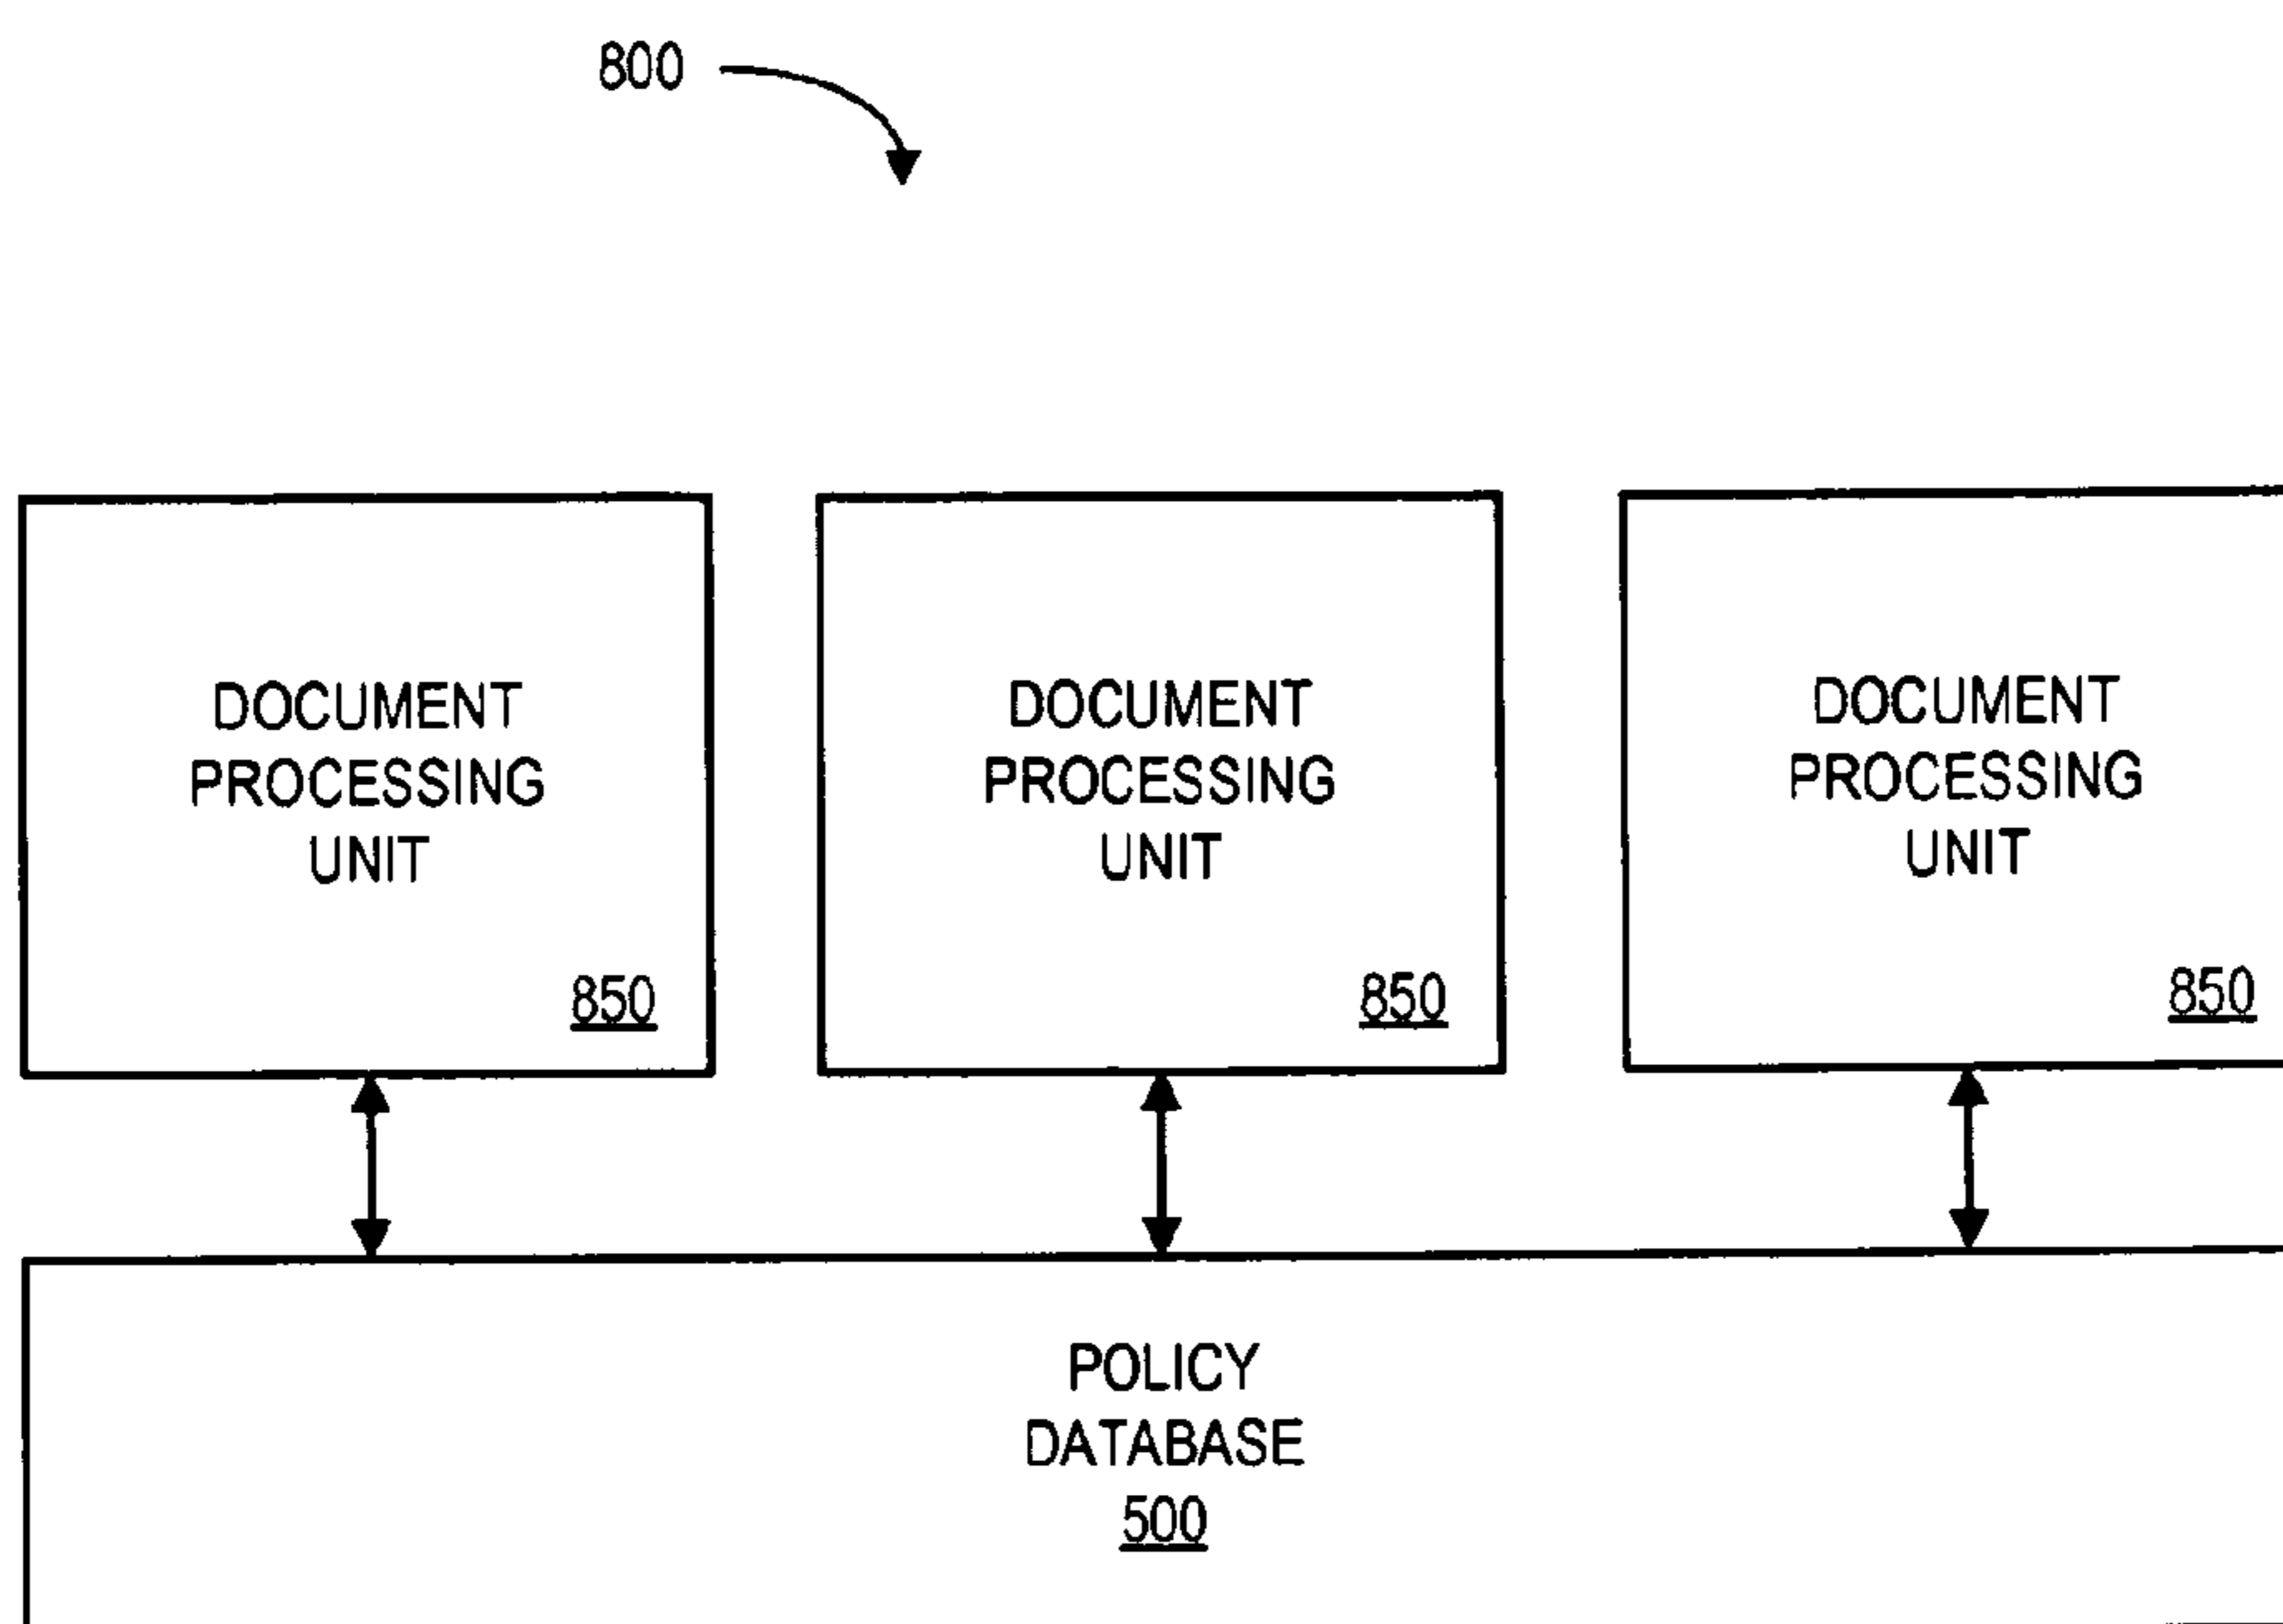 800
DOCUMENT
PROCESSING
UNIT
850
DOCUMENT
PROCESSING
UNIT
850
DOCUMENT
PROCESSING
UNIT
850
POLICY
DATABASE
500